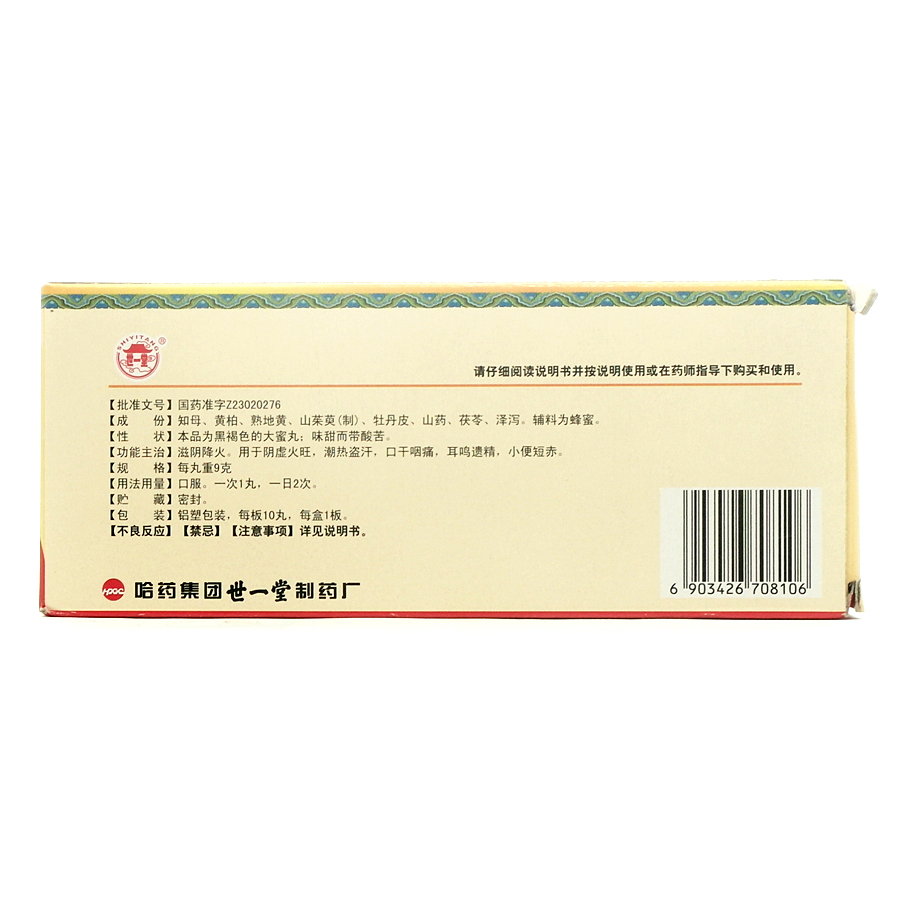 SHIYITANG
世一堂
®
请仔细阅读说明书并按说明使用或在药师指导下购买和使用。
【批准文号】国药准字Z23020276
【成　　份】知母、黄柏、熟地黄、山茱萸(制)、牡丹皮、山药、茯苓、泽泻。辅料为蜂蜜。
【性　　状】本品为黑褐色的大蜜丸；味甜而带酸苦。
【功能主治】滋阴降火。用于阴虚火旺，潮热盗汗，口干咽痛，耳鸣遗精，小便短赤。
【规　　格】每丸重9克
【用法用量】口服。一次1丸，一日2次。
【贮　　藏】密封。
【包　　装】铝塑包装，每板10丸，每盒1板。
【不良反应】【禁忌】【注意事项】详见说明书。
HPGC 哈药集团世一堂制药厂
6 903426 708106